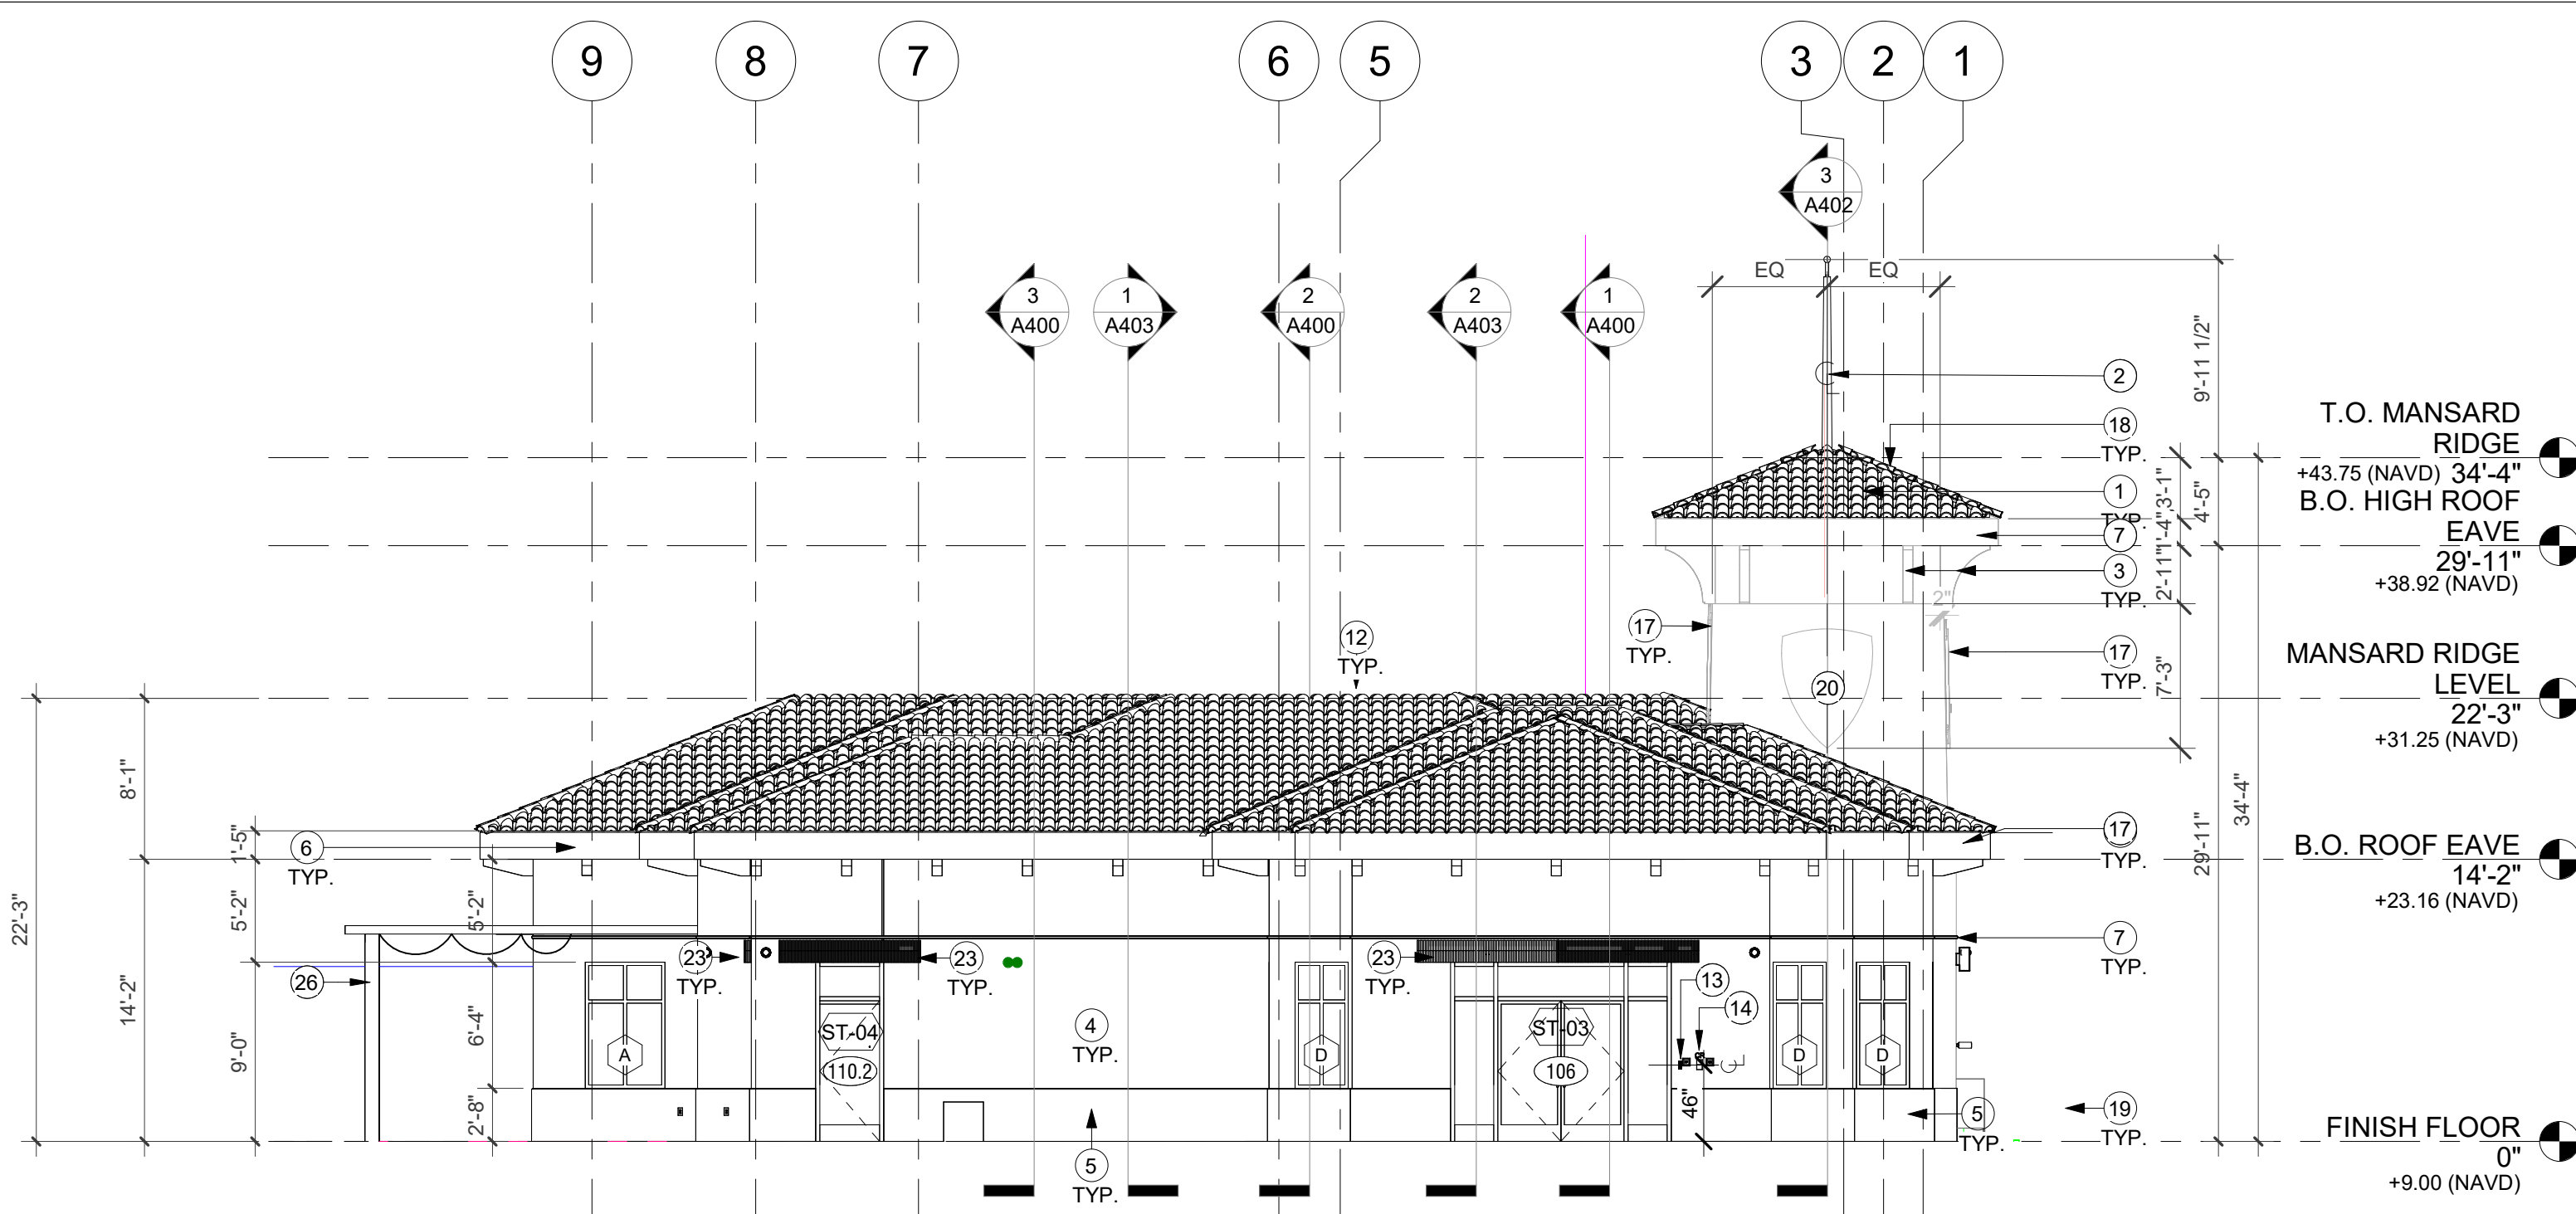 9
8
7
6
5
3
2
1
3
A402
3
A400
1
A403
2
A400
2
A403
1
A400
EQ
EQ
9'-11 1/2"
2
18
TYP.
1
TYP.
7
3
TYP.
3'-1"
1'-4"
4'-5"
2'-11"
2"
7'-3"
17
TYP.
17
TYP.
12
TYP.
20
T.O. MANSARD
RIDGE
+43.75 (NAVD) 34'-4"
B.O. HIGH ROOF
EAVE
29'-11"
+38.92 (NAVD)
MANSARD RIDGE
LEVEL
22'-3"
+31.25 (NAVD)
34'-4"
29'-11"
B.O. ROOF EAVE
14'-2"
+23.16 (NAVD)
17
TYP.
7
TYP.
22'-3"
8'-1"
14'-2"
1'-5"
5'-2"
9'-0"
5'-2"
6'-4"
2'-8"
6
TYP.
26
23
TYP.
23
TYP.
23
TYP.
13
14
A
ST-04
110.2
4
TYP.
D
ST-03
106
46"
D
D
5
TYP.
5
TYP.
19
TYP.
FINISH FLOOR
0"
+9.00 (NAVD)